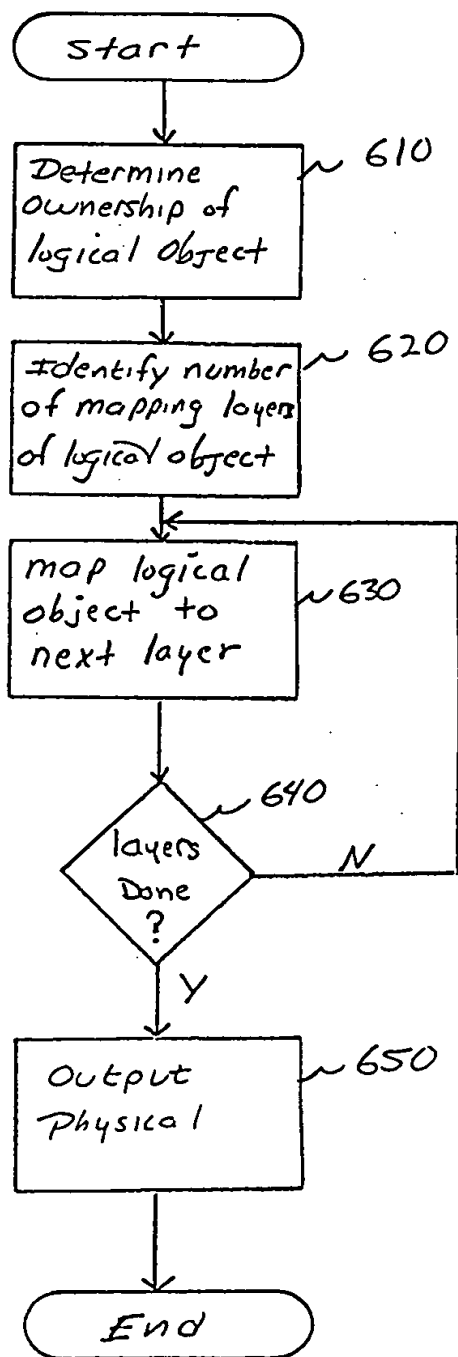 Start
Determine
Ownership of
logical Object
610
Identify number
of mapping layers
of logical object
620
map logical
object to
next layer
630
layers
Done
?
640
N
Y
Output
Physical
650
End